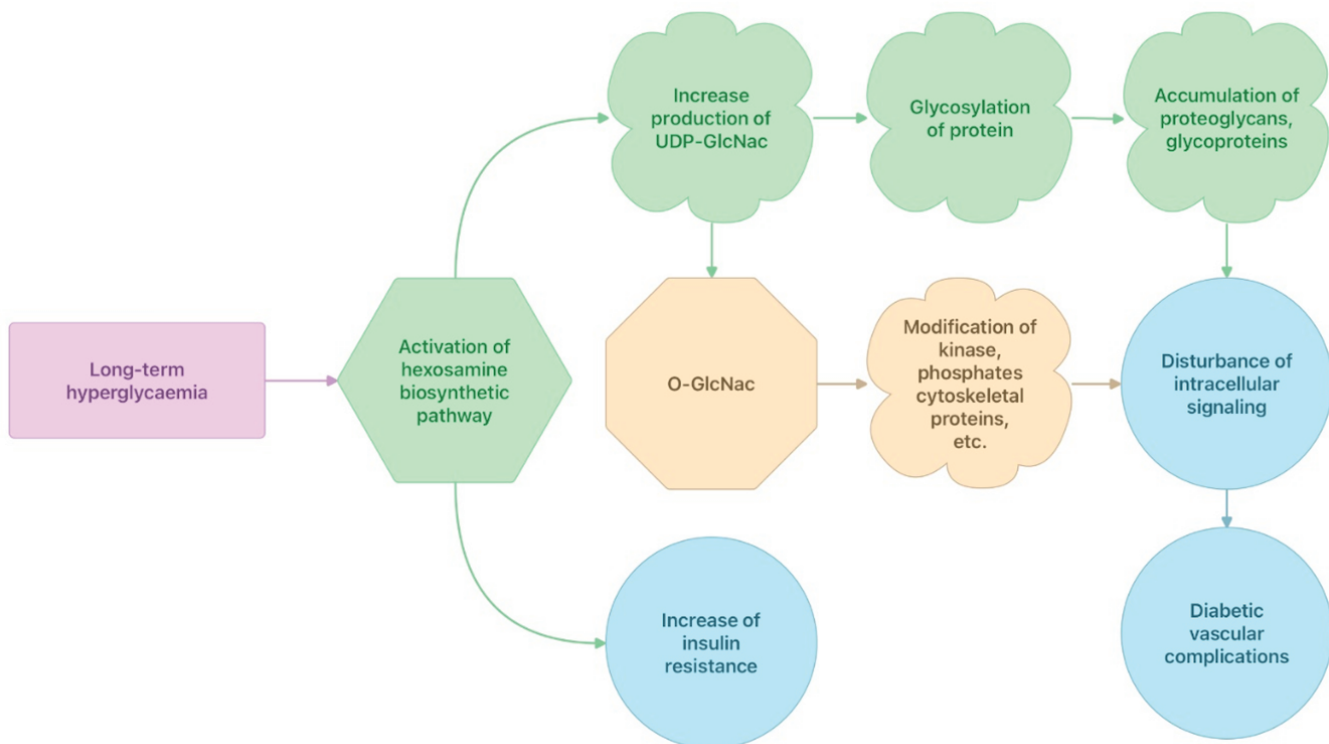 Increase
production of
UDP-GlcNac
Glycosylation
of protein
Accumulation of
proteoglycans,
glycoproteins
Long-term
hyperglycaemia
Activation of
hexosamine
biosynthetic
pathway
O-GlcNac
Modification of
kinase,
phosphates
cytoskeletal
proteins,
etc.
Disturbance of
intracellular
signaling
Increase of
insulin
resistance
Diabetic
vascular
complications